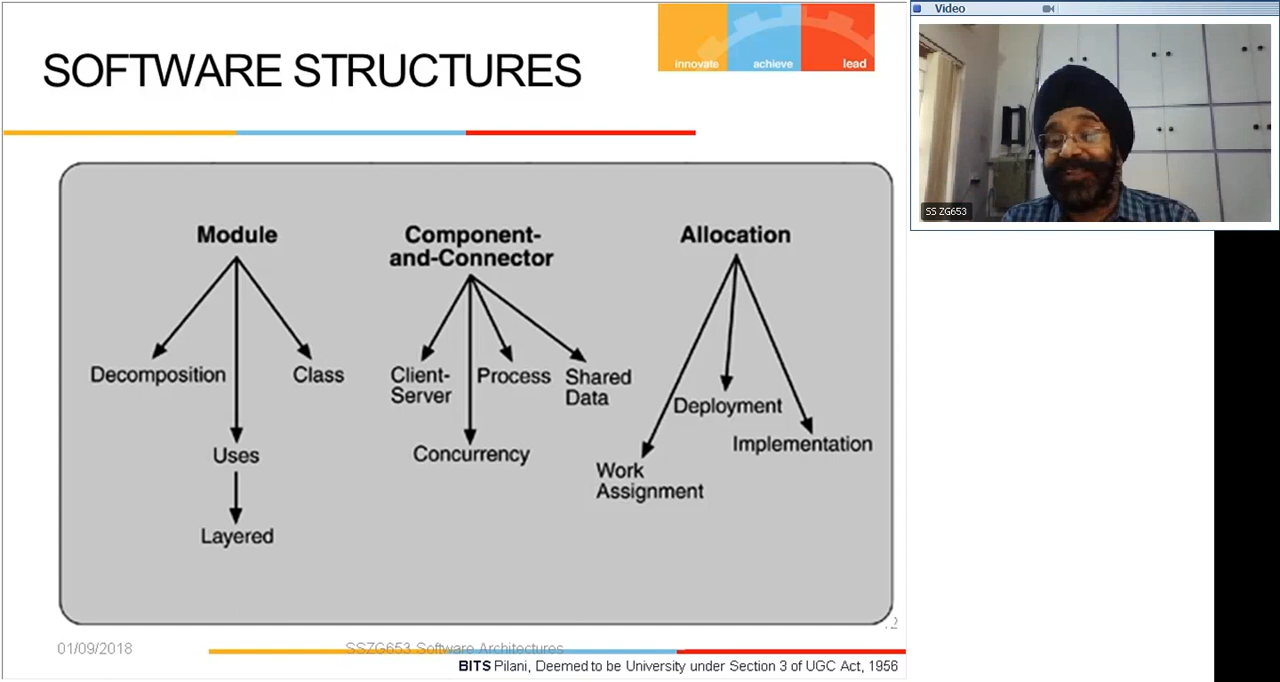 SOFTWARE STRUCTURES
innovate achieve lead
Video
SS ZG653
Module
Component-
and-Connector
Allocation
Decomposition
Class
Client-
Server
Process
Shared
Data
Deployment
Uses
Concurrency
Implementation
Work
Assignment
Layered
01/09/2018
SSZG653 Software Architectures
BITS Pilani, Deemed to be University under Section 3 of UGC Act, 1956